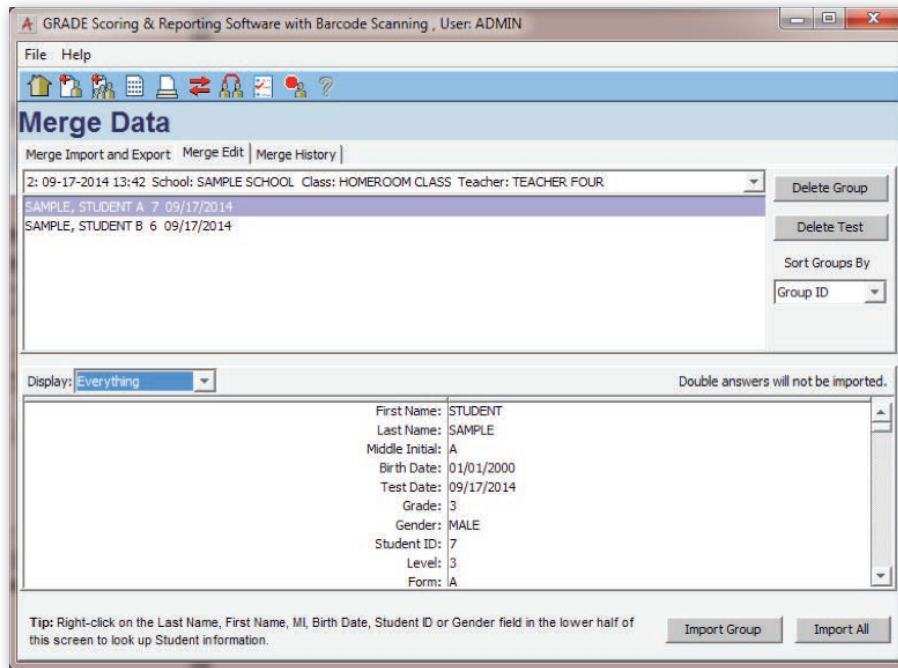 GRADE Scoring & Reporting Software with Barcode Scanning , User: ADMIN
File Help
Merge Data
Merge Import and Export Merge Edit Merge History
2: 09-17-2014 13:42 School: SAMPLE SCHOOL Class: HOMEROOM CLASS Teacher: TEACHER FOUR
Delete Group
SAMPLE, STUDENT A 7 09/17/2014
SAMPLE, STUDENT B 6 09/17/2014
Delete Test
Sort Groups By
Group ID
Display: Everything Double answers will not be imported.
First Name: STUDENT
Last Name: SAMPLE
Middle Initial: A
Birth Date: 01/01/2000
Test Date: 09/17/2014
Grade: 3
Gender: MALE
Student ID: 7
Level: 3
Form: A
Tip: Right-click on the Last Name, First Name, MI, Birth Date, Student ID or Gender field in the lower half of
this screen to look up Student information.
Import Group Import All